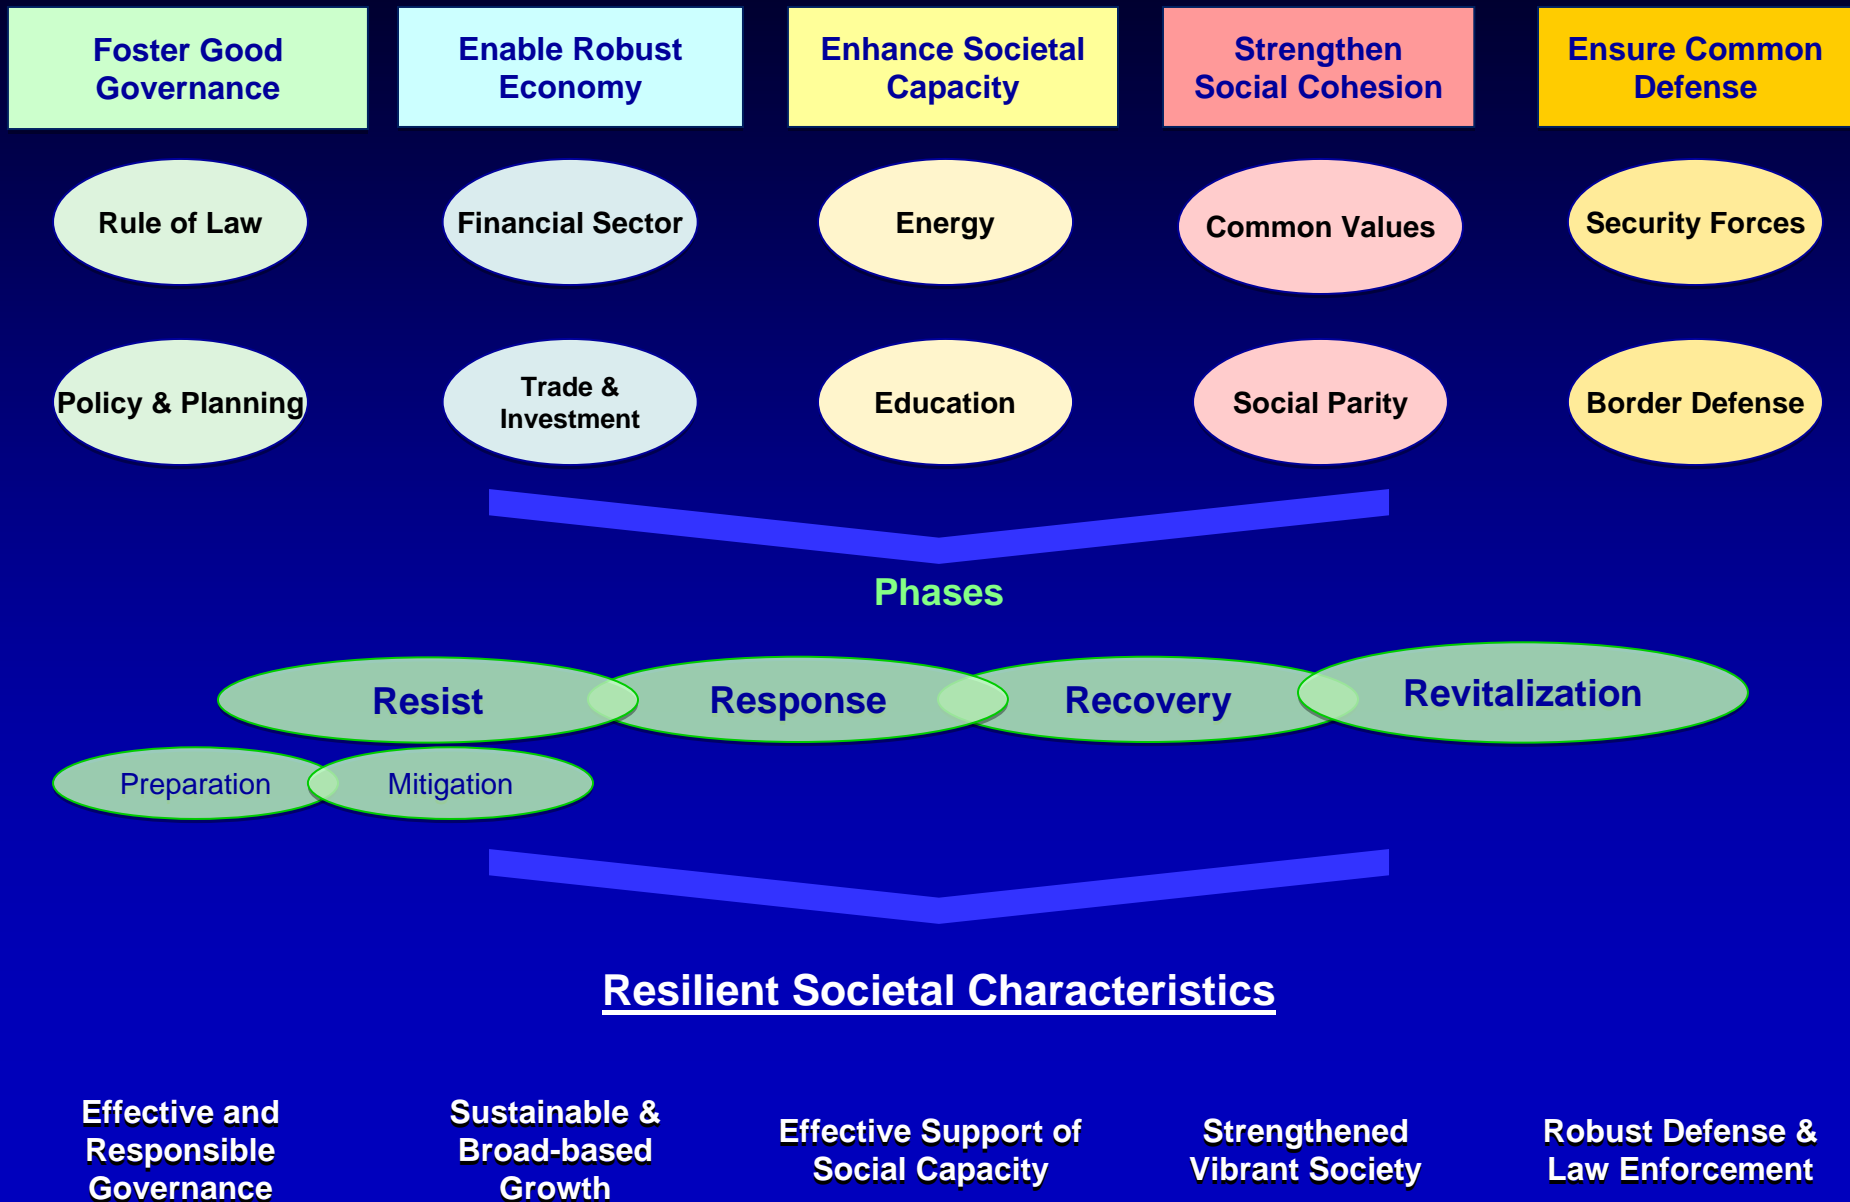 Foster Good
Governance
Enable Robust
Economy
Enhance Societal
Capacity
Strengthen
Social Cohesion
Ensure Common
Defense
Rule of Law
Financial Sector
Energy
Common Values
Security Forces
Policy & Planning
Trade &
Investment
Education
Social Parity
Border Defense
Phases
Resist
Response
Recovery
Revitalization
Preparation
Mitigation
Resilient Societal Characteristics
Effective and
Responsible
Governance
Sustainable &
Broad-based
Growth
Effective Support of
Social Capacity
Strengthened
Vibrant Society
Robust Defense &
Law Enforcement